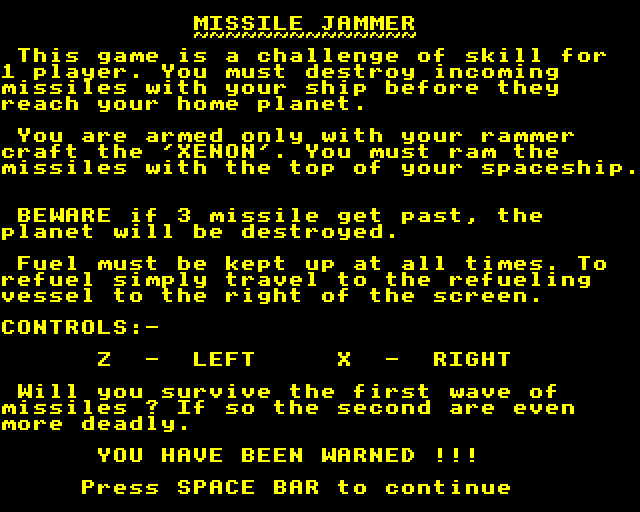 MISSILE JAMMER
~~~~~~~~~~~~~~
This game is a challenge of skill for
1 player. You must destroy incoming
missiles with your ship before they
reach your home planet.
You are armed only with your rammer
craft the 'XENON'. You must ram the
missiles with the top of your spaceship.
BEWARE if 3 missile get past, the
planet will be destroyed.
Fuel must be kept up at all times. To
refuel simply travel to the refueling
vessel to the right of the screen.
CONTROLS:-
Z - LEFT X - RIGHT
Will you survive the first wave of
missiles ? If so the second are even
more deadly.
YOU HAVE BEEN WARNED !!!
Press SPACE BAR to continue